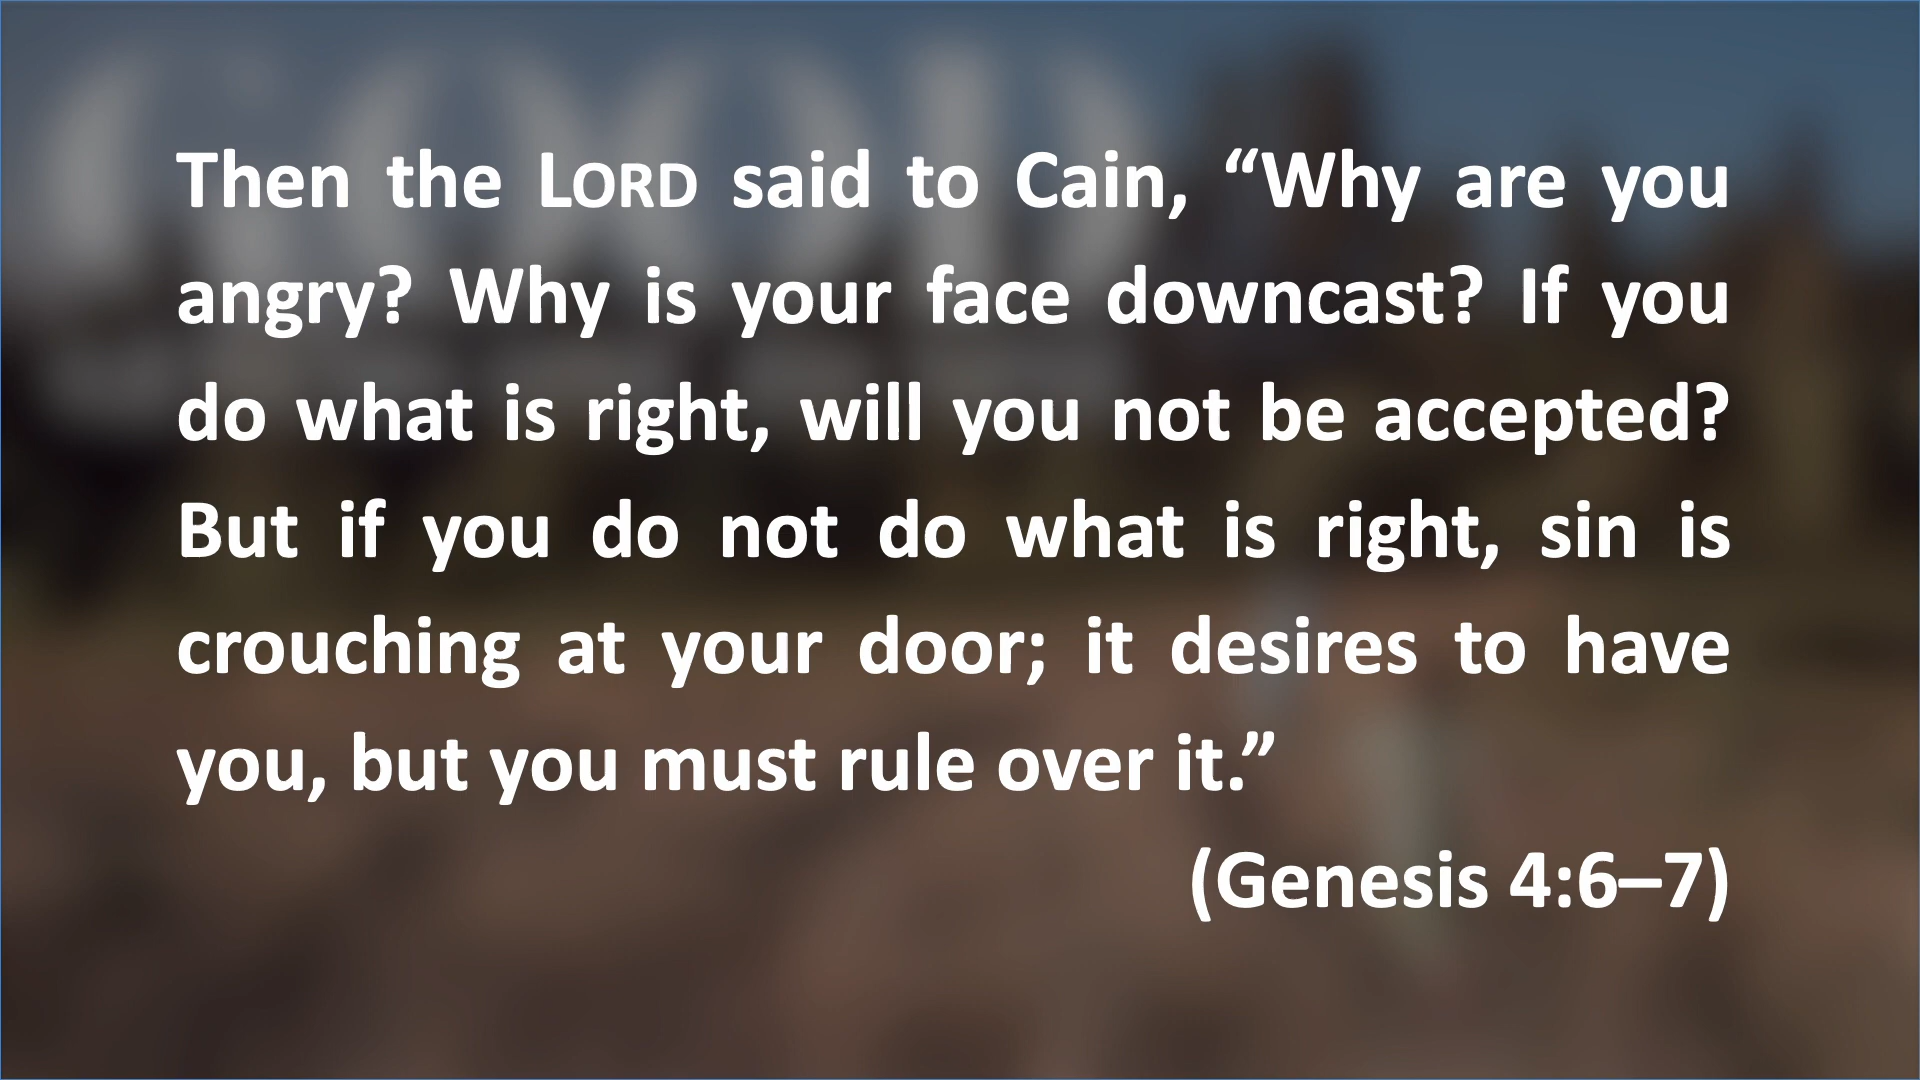 Then the LORD said to Cain, “Why are you
angry? Why is your face downcast? If you
do what is right, will you not be accepted?
But if you do not do what is right, sin is
crouching at your door; it desires to have
you, but you must rule over it.”
(Genesis 4:6–7)